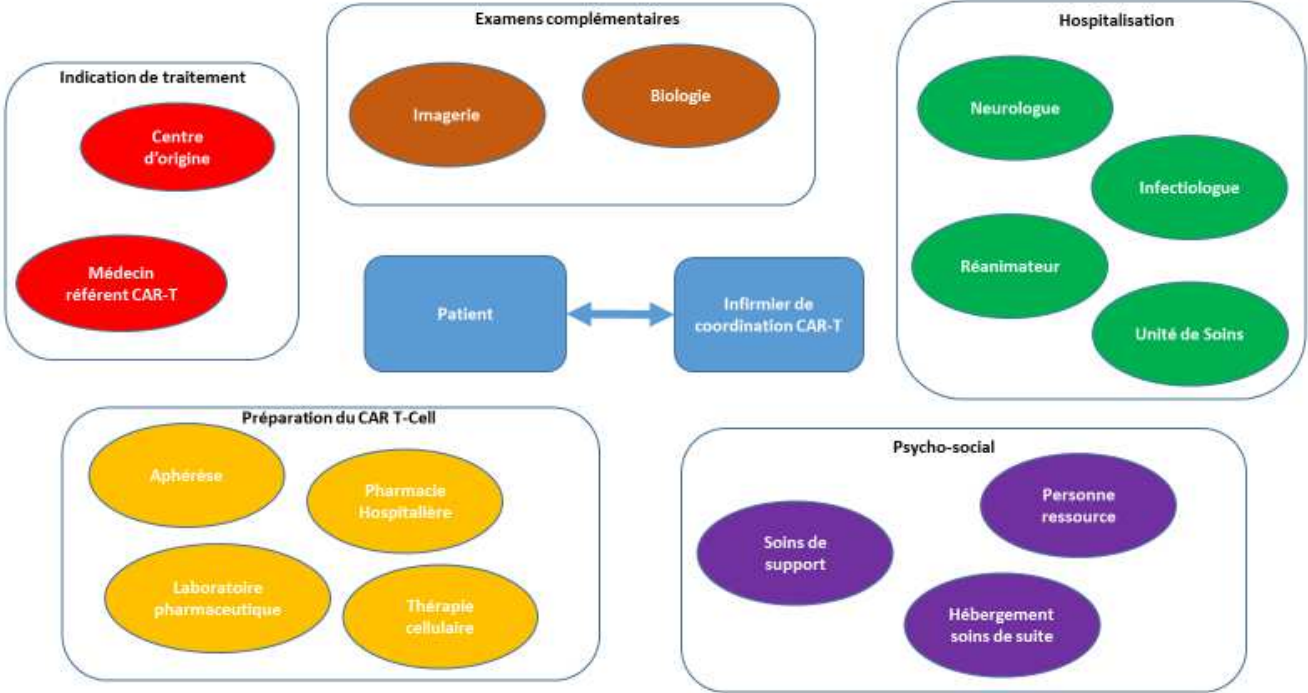 Indication de traitement
Centre
d'origine
Médecin
référent CAR-T
Examens complémentaires
Imagerie
Biologie
Hospitalisation
Neurologue
Infectiologue
Réanimateur
Unité de Soins
Patient
Infirmier de
coordination CAR-T
Préparation du CAR T-Cell
Aphérèse
Pharmacie
Hospitalière
Laboratoire
pharmaceutique
Thérapie
cellulaire
Psycho-social
Personne
ressource
Soins de
support
Hébergement
soins de suite